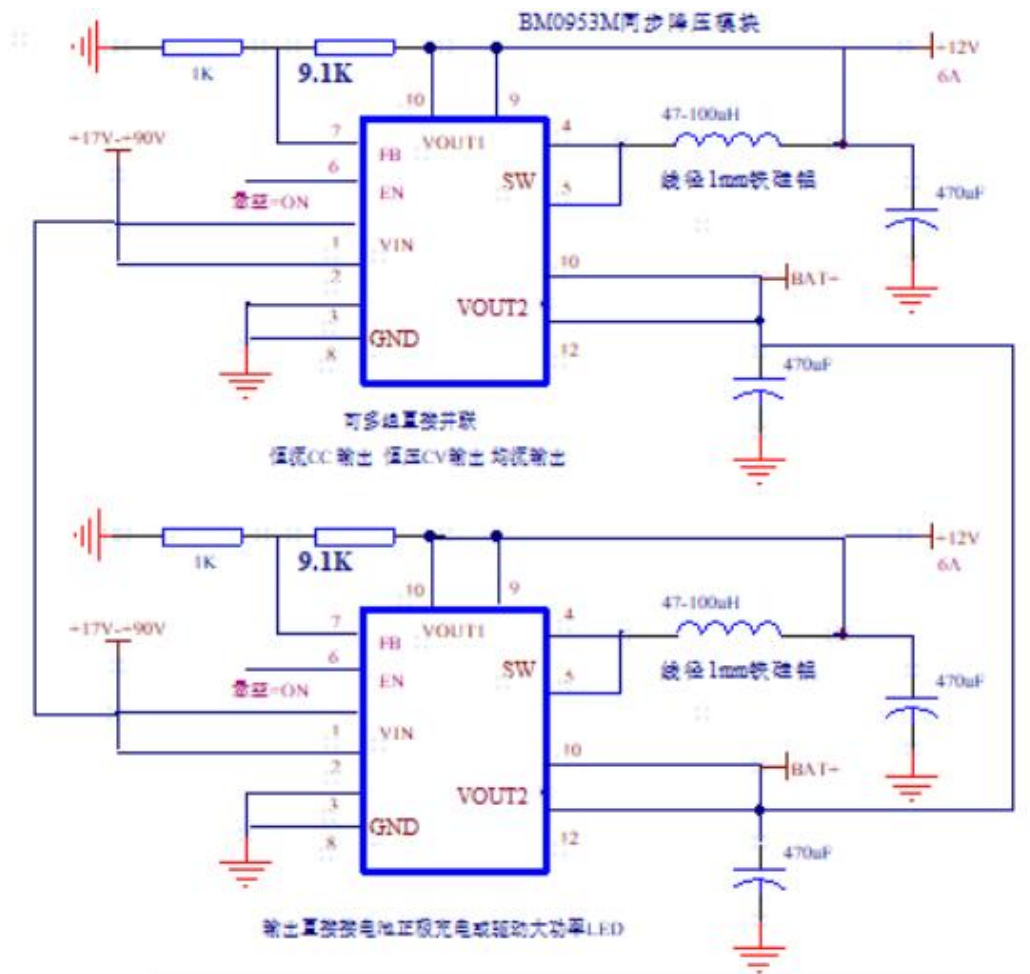 BM0953M同步降压模块
1K
9.1K
+12V
6A
.10
9
+17V-+90V
7
FB
VOUT1
4
47-100uH
6
EN
SW
线径1mm铁硅铝
悬空=ON
.5
470uF
.1
VIN
.2
.10
BAT+
VOUT2
.3
GND
.8
.12
470uF
可多组直接并联
恒流CC 输出 恒压CV输出 均流输出
1K
9.1K
+12V
6A
.10
9
+17V-+90V
7
FB
VOUT1
4
47-100uH
6
EN
SW
线径1mm铁硅铝
悬空=ON
.5
470uF
.1
VIN
.2
.10
BAT+
VOUT2
.3
GND
.8
.12
470uF
输出直接接电池正极充电或驱动大功率LED